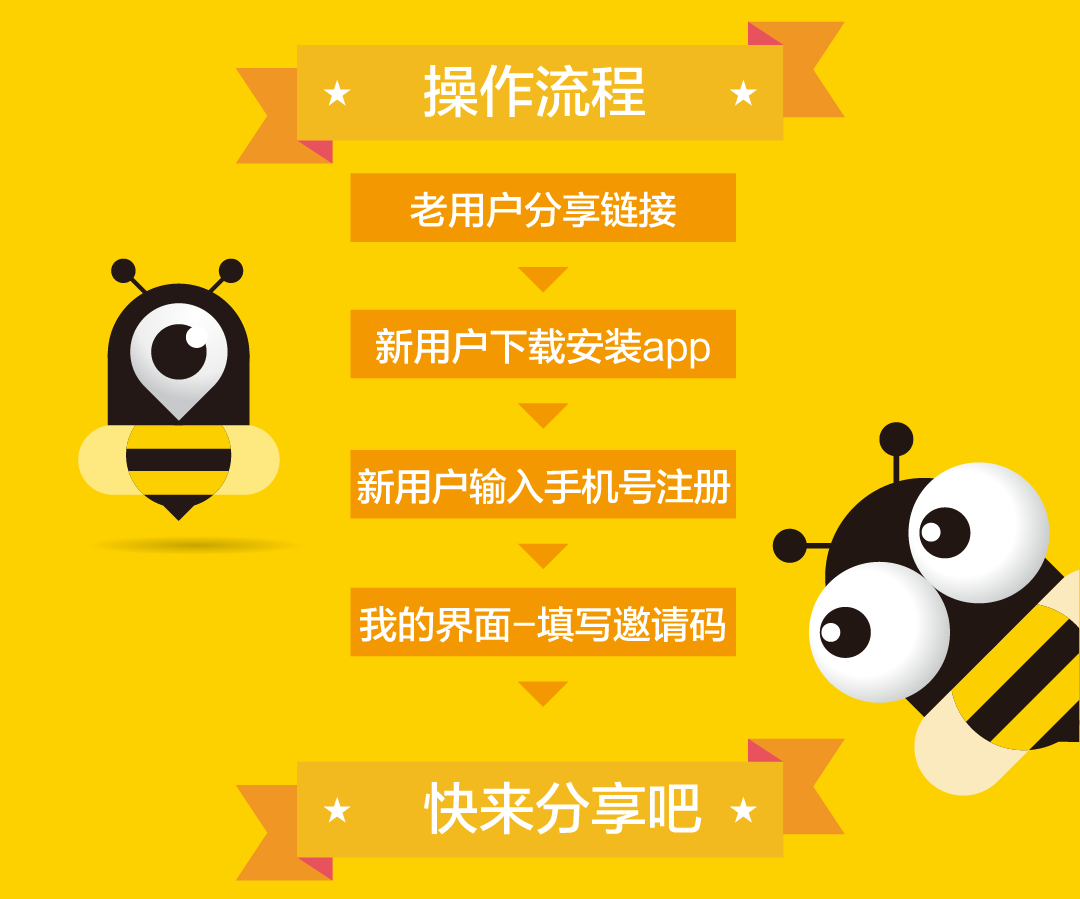 操作流程
老用户分享链接
新用户下载安装app
新用户输入手机号注册
我的界面-填写邀请码
快来分享吧